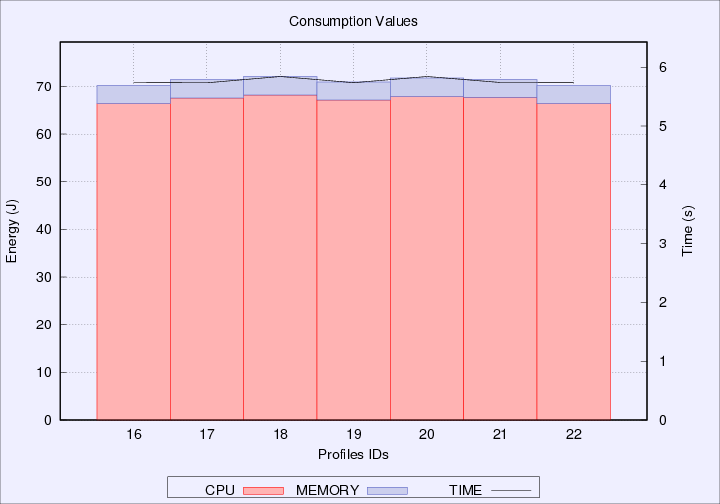 Consumption Values
Energy (J)
70
60
50
40
30
20
10
0
6
5
4
3
2
1
0
Time (s)
16 17 18 19 20 21 22
Profiles IDs
CPU MEMORY TIME